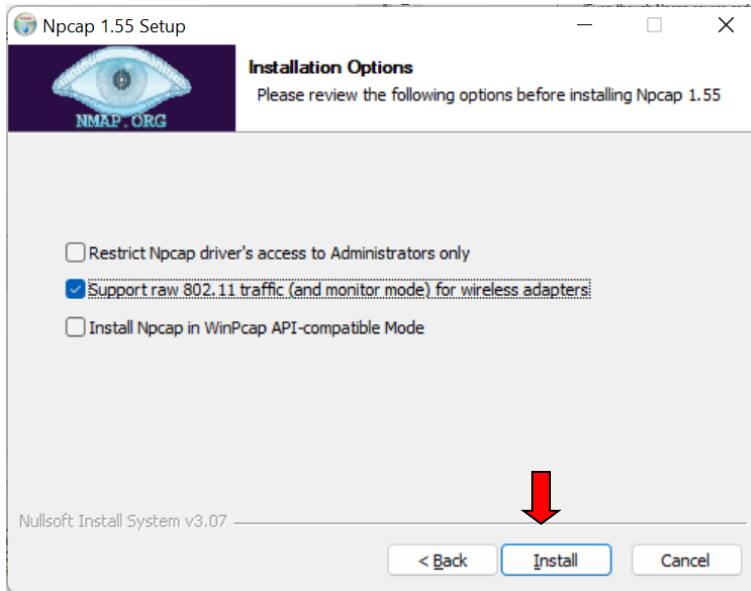 Npcap 1.55 Setup
Installation Options
Please review the following options before installing Npcap 1.55
NMAP.ORG
Restrict Npcap driver's access to Administrators only
Support raw 802.11 traffic (and monitor mode) for wireless adapters
Install Npcap in WinPcap API-compatible Mode
Nullsoft Install System v3.07
< Back Install Cancel